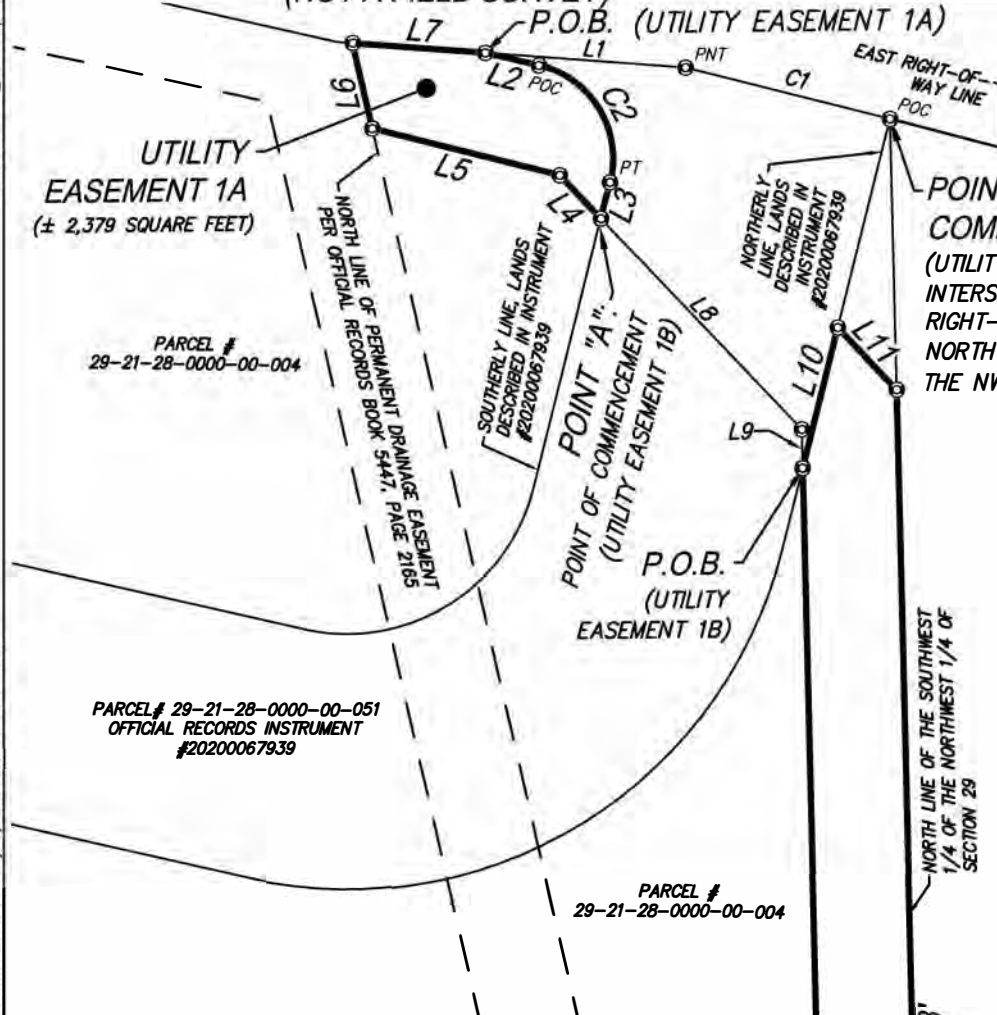 P.O.B. (UTILITY EASEMENT 1A)
L7
L1
PNT
L2
POC
C2
C1
EAST RIGHT-OF-
WAY LINE
POC
L6
UTILITY
EASEMENT 1A
(± 2,379 SQUARE FEET)
L5
PT
L3
L4
NORTH LINE OF PERMANENT DRAINAGE EASEMENT
PER OFFICIAL RECORDS BOOK 5447, PAGE 2165
SOUTHERLY LINE, LANDS
DESCRIBED IN INSTRUMENT
#20200067939
NORTHERLY
LINE, LANDS
DESCRIBED IN
INSTRUMENT
#20200067939
POIN
COM
(UTILIT
INTERS
RIGHT-
NORTH
THE NW
PARCEL #
29-21-28-0000-00-004
POINT "A":
POINT OF COMMENCEMENT
(UTILITY EASEMENT 1B)
L8
L9
L10
L11
P.O.B.
(UTILITY
EASEMENT 1B)
PARCEL# 29-21-28-0000-00-051
OFFICIAL RECORDS INSTRUMENT
#20200067939
NORTH LINE OF THE SOUTHWEST
1/4 OF THE NORTHWEST 1/4 OF
SECTION 29
PARCEL #
29-21-28-0000-00-004